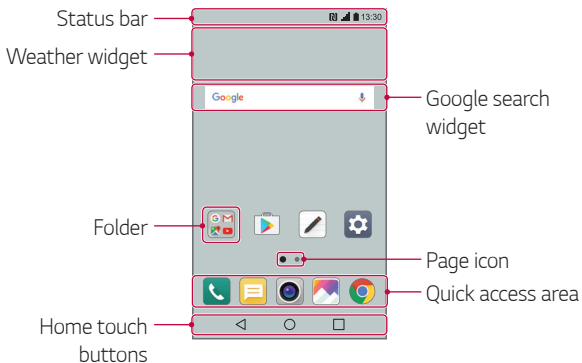 Status bar
13:30
Weather widget
Google
Google search
widget
Folder
Page icon
Quick access area
Home touch
buttons